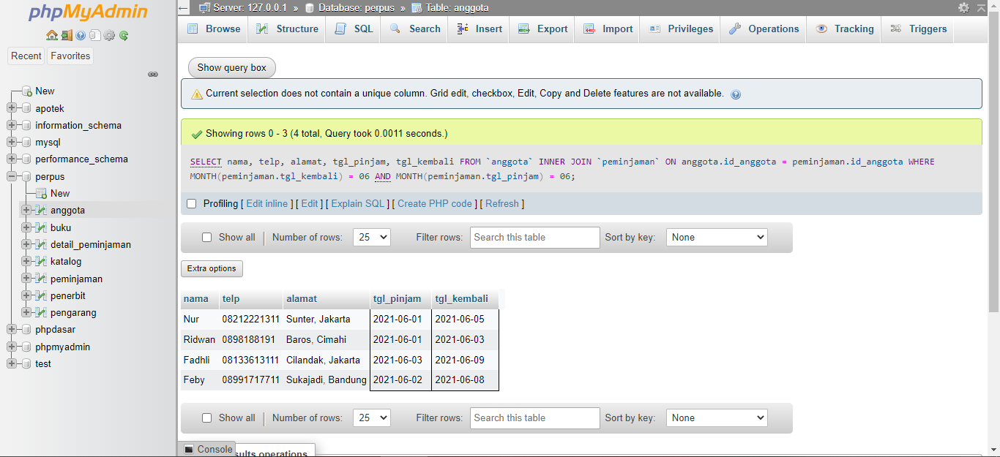 phpMyAdmin
Recent Favorites
New
apotek
information_schema
mysql
performance_schema
perpus
New
anggota
buku
detail_peminjaman
katalog
peminjaman
penerbit
pengarang
phpdasar
phpmyadmin
test
Server: 127.0.0.1 » Database: perpus » Table: anggota
Browse Structure SQL Search Insert Export Import Privileges Operations Tracking Triggers
Show query box
Current selection does not contain a unique column. Grid edit, checkbox, Edit, Copy and Delete features are not available.
Showing rows 0 - 3 (4 total, Query took 0.0011 seconds.)
SELECT nama, telp, alamat, tgl_pinjam, tgl_kembali FROM `anggota` INNER JOIN `peminjaman` ON anggota.id_anggota = peminjaman.id_anggota WHERE
MONTH(peminjaman.tgl_kembali) = 06 AND MONTH(peminjaman.tgl_pinjam) = 06;
Profiling [ Edit inline ] [ Edit ] [ Explain SQL ] [ Create PHP code ] [ Refresh ]
Show all Number of rows: 25 Filter rows: Search this table Sort by key: None
Extra options
nama telp alamat tgl_pinjam tgl_kembali
Nur 08212221311 Sunter, Jakarta 2021-06-01 2021-06-05
Ridwan 0898188191 Baros, Cimahi 2021-06-01 2021-06-03
Fadhli 08133613111 Cilandak, Jakarta 2021-06-03 2021-06-09
Feby 08991717711 Sukajadi, Bandung 2021-06-02 2021-06-08
Show all Number of rows: 25 Filter rows: Search this table Sort by key: None
Console operations